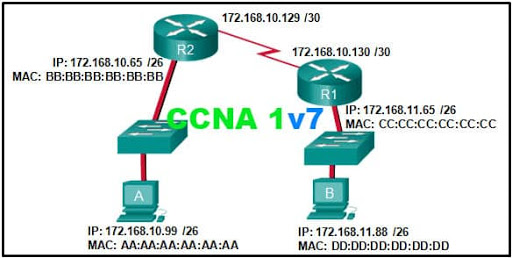 172.168.10.129 /30
R2
172.168.10.130 /30
IP: 172.168.10.65 /26
MAC: BB:BB:BB:BB:BB:BB
R1
IP: 172.168.11.65 /26
MAC: CC:CC:CC:CC:CC:CC
CCNA 1v7
A
B
IP: 172.168.10.99 /26
MAC: AA:AA:AA:AA:AA:AA
IP: 172.168.11.88 /26
MAC: DD:DD:DD:DD:DD:DD